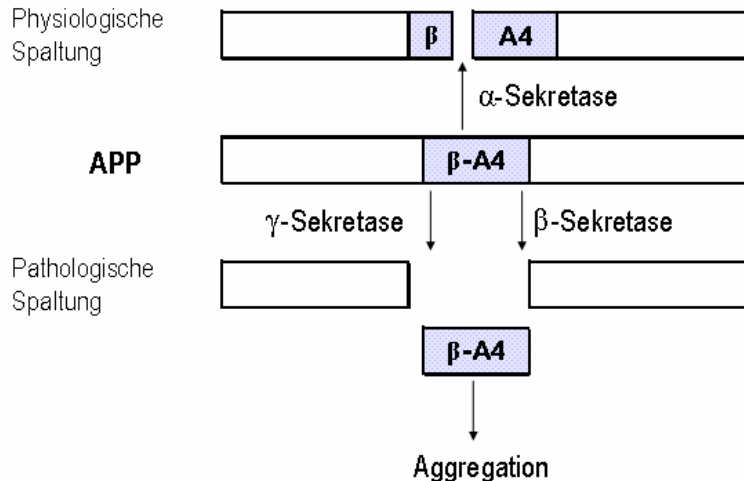 Physiologische
Spaltung
β
A4
α-Sekretase
APP
β-A4
γ-Sekretase
β-Sekretase
Pathologische
Spaltung
β-A4
Aggregation